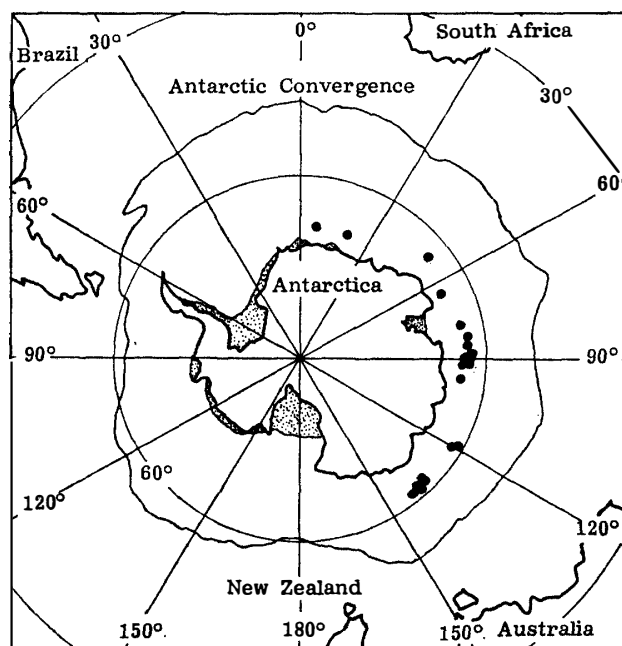 0°
South Africa
30°
Brazil
Antarctic Convergence
30°
60°
60°
Antarctica
90°
90°
60°
120°
120°
New Zealand
150°
180°
150°
Australia